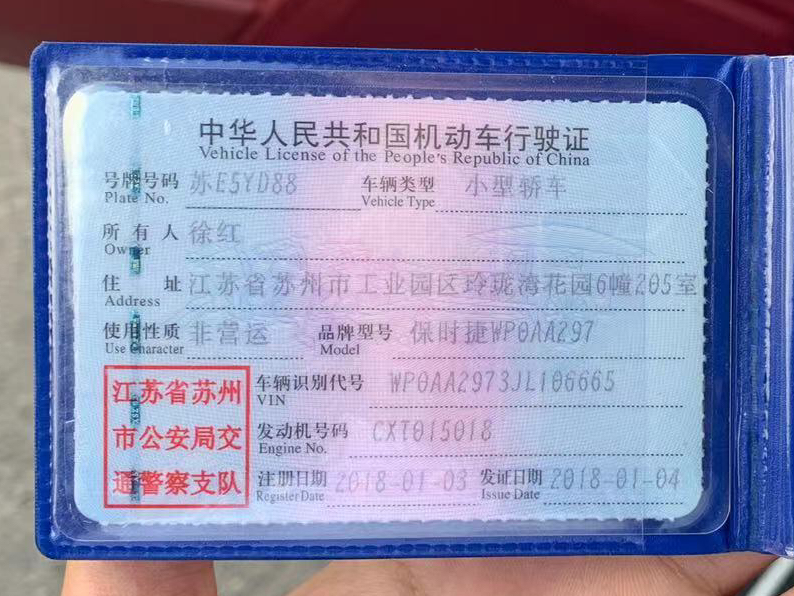 中华人民共和国机动车行驶证
Vehicle License of the People's Republic of China
号牌号码 苏E5YD88 车辆类型 小型轿车
Plate No. Vehicle Type
所有人 徐红
Owner
住址 江苏省苏州市工业园区玲珑湾花园6幢205室
Address
使用性质 非营运 品牌型号 保时捷WP0AA297
Use Character Model
江苏省苏州
市公安局交
通警察支队
车辆识别代号 WP0AA2973JL106665
VIN
发动机号码 CXT015018
Engine No.
注册日期 2018-01-03 发证日期 2018-01-04
Register Date Issue Date